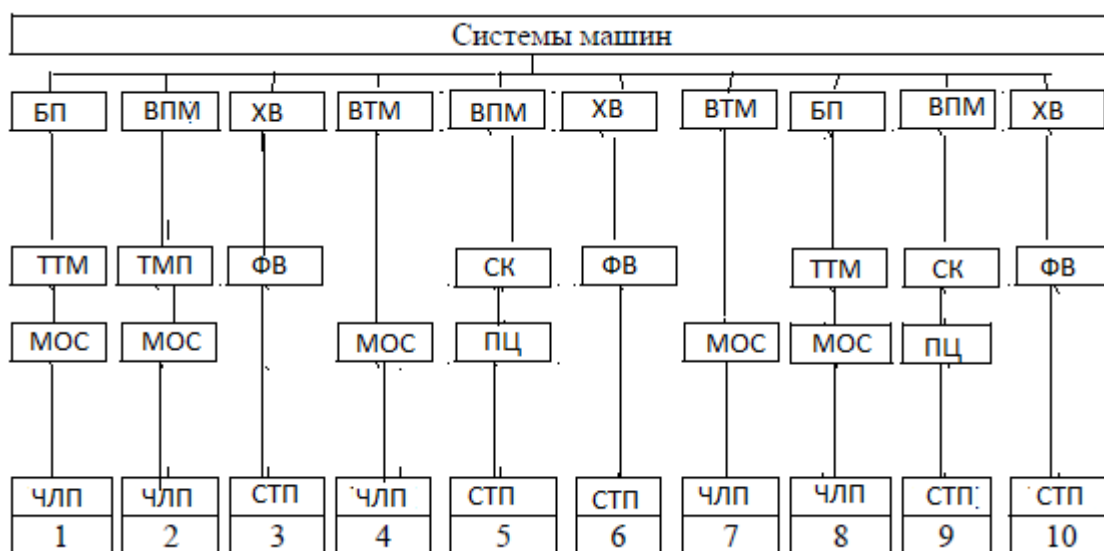 Системы машин
БП ВПМ ХВ ВТМ ВПМ ХВ ВТМ БП ВПМ ХВ
ТТМ ТМП ФВ СК ФВ ТТМ СК ФВ
МОС МОС МОС ПЦ МОС МОС ПЦ
ЧЛП ЧЛП СТП ЧЛП СТП СТП ЧЛП ЧЛП СТП СТП
1 2 3 4 5 6 7 8 9 10